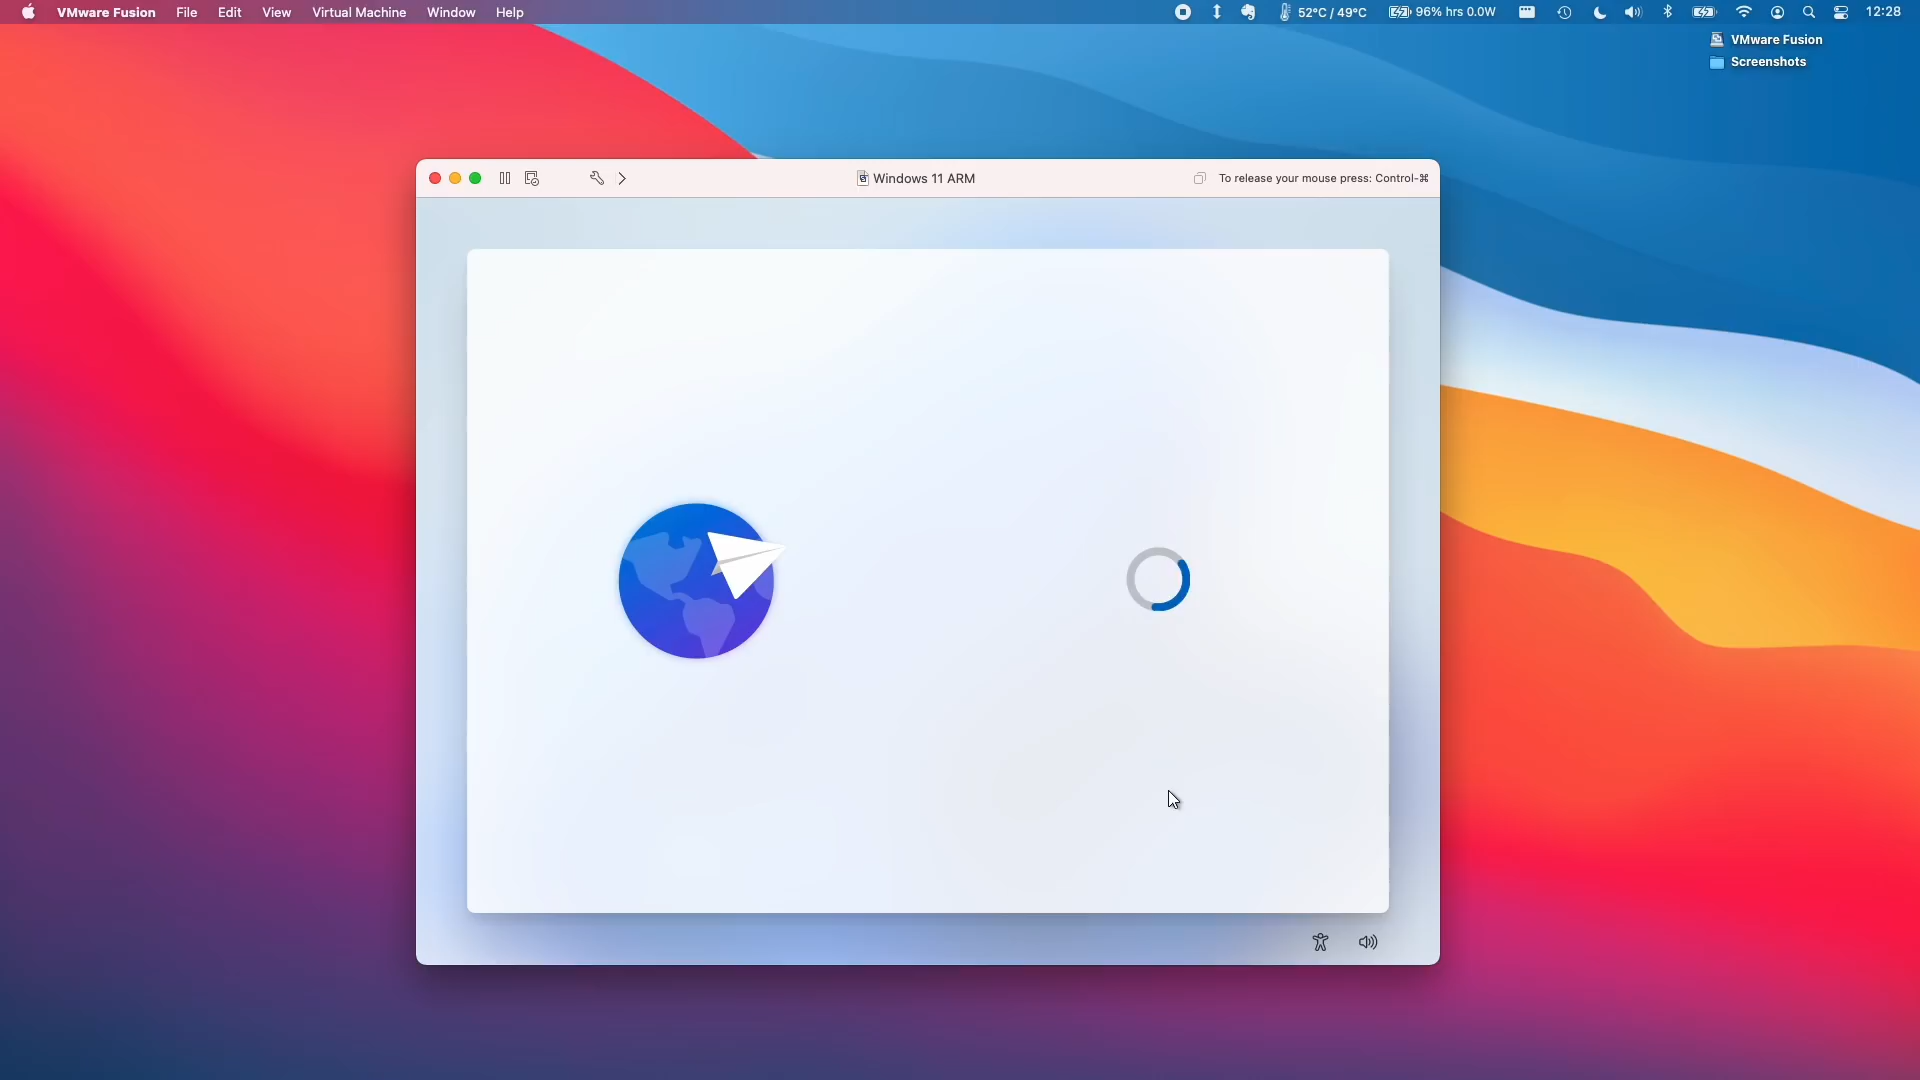 VMware Fusion File Edit View Virtual Machine Window Help 52°C / 49°C 96% hrs 0.0W 12:28
VMware Fusion
Screenshots
Windows 11 ARM To release your mouse press: Control-⌘